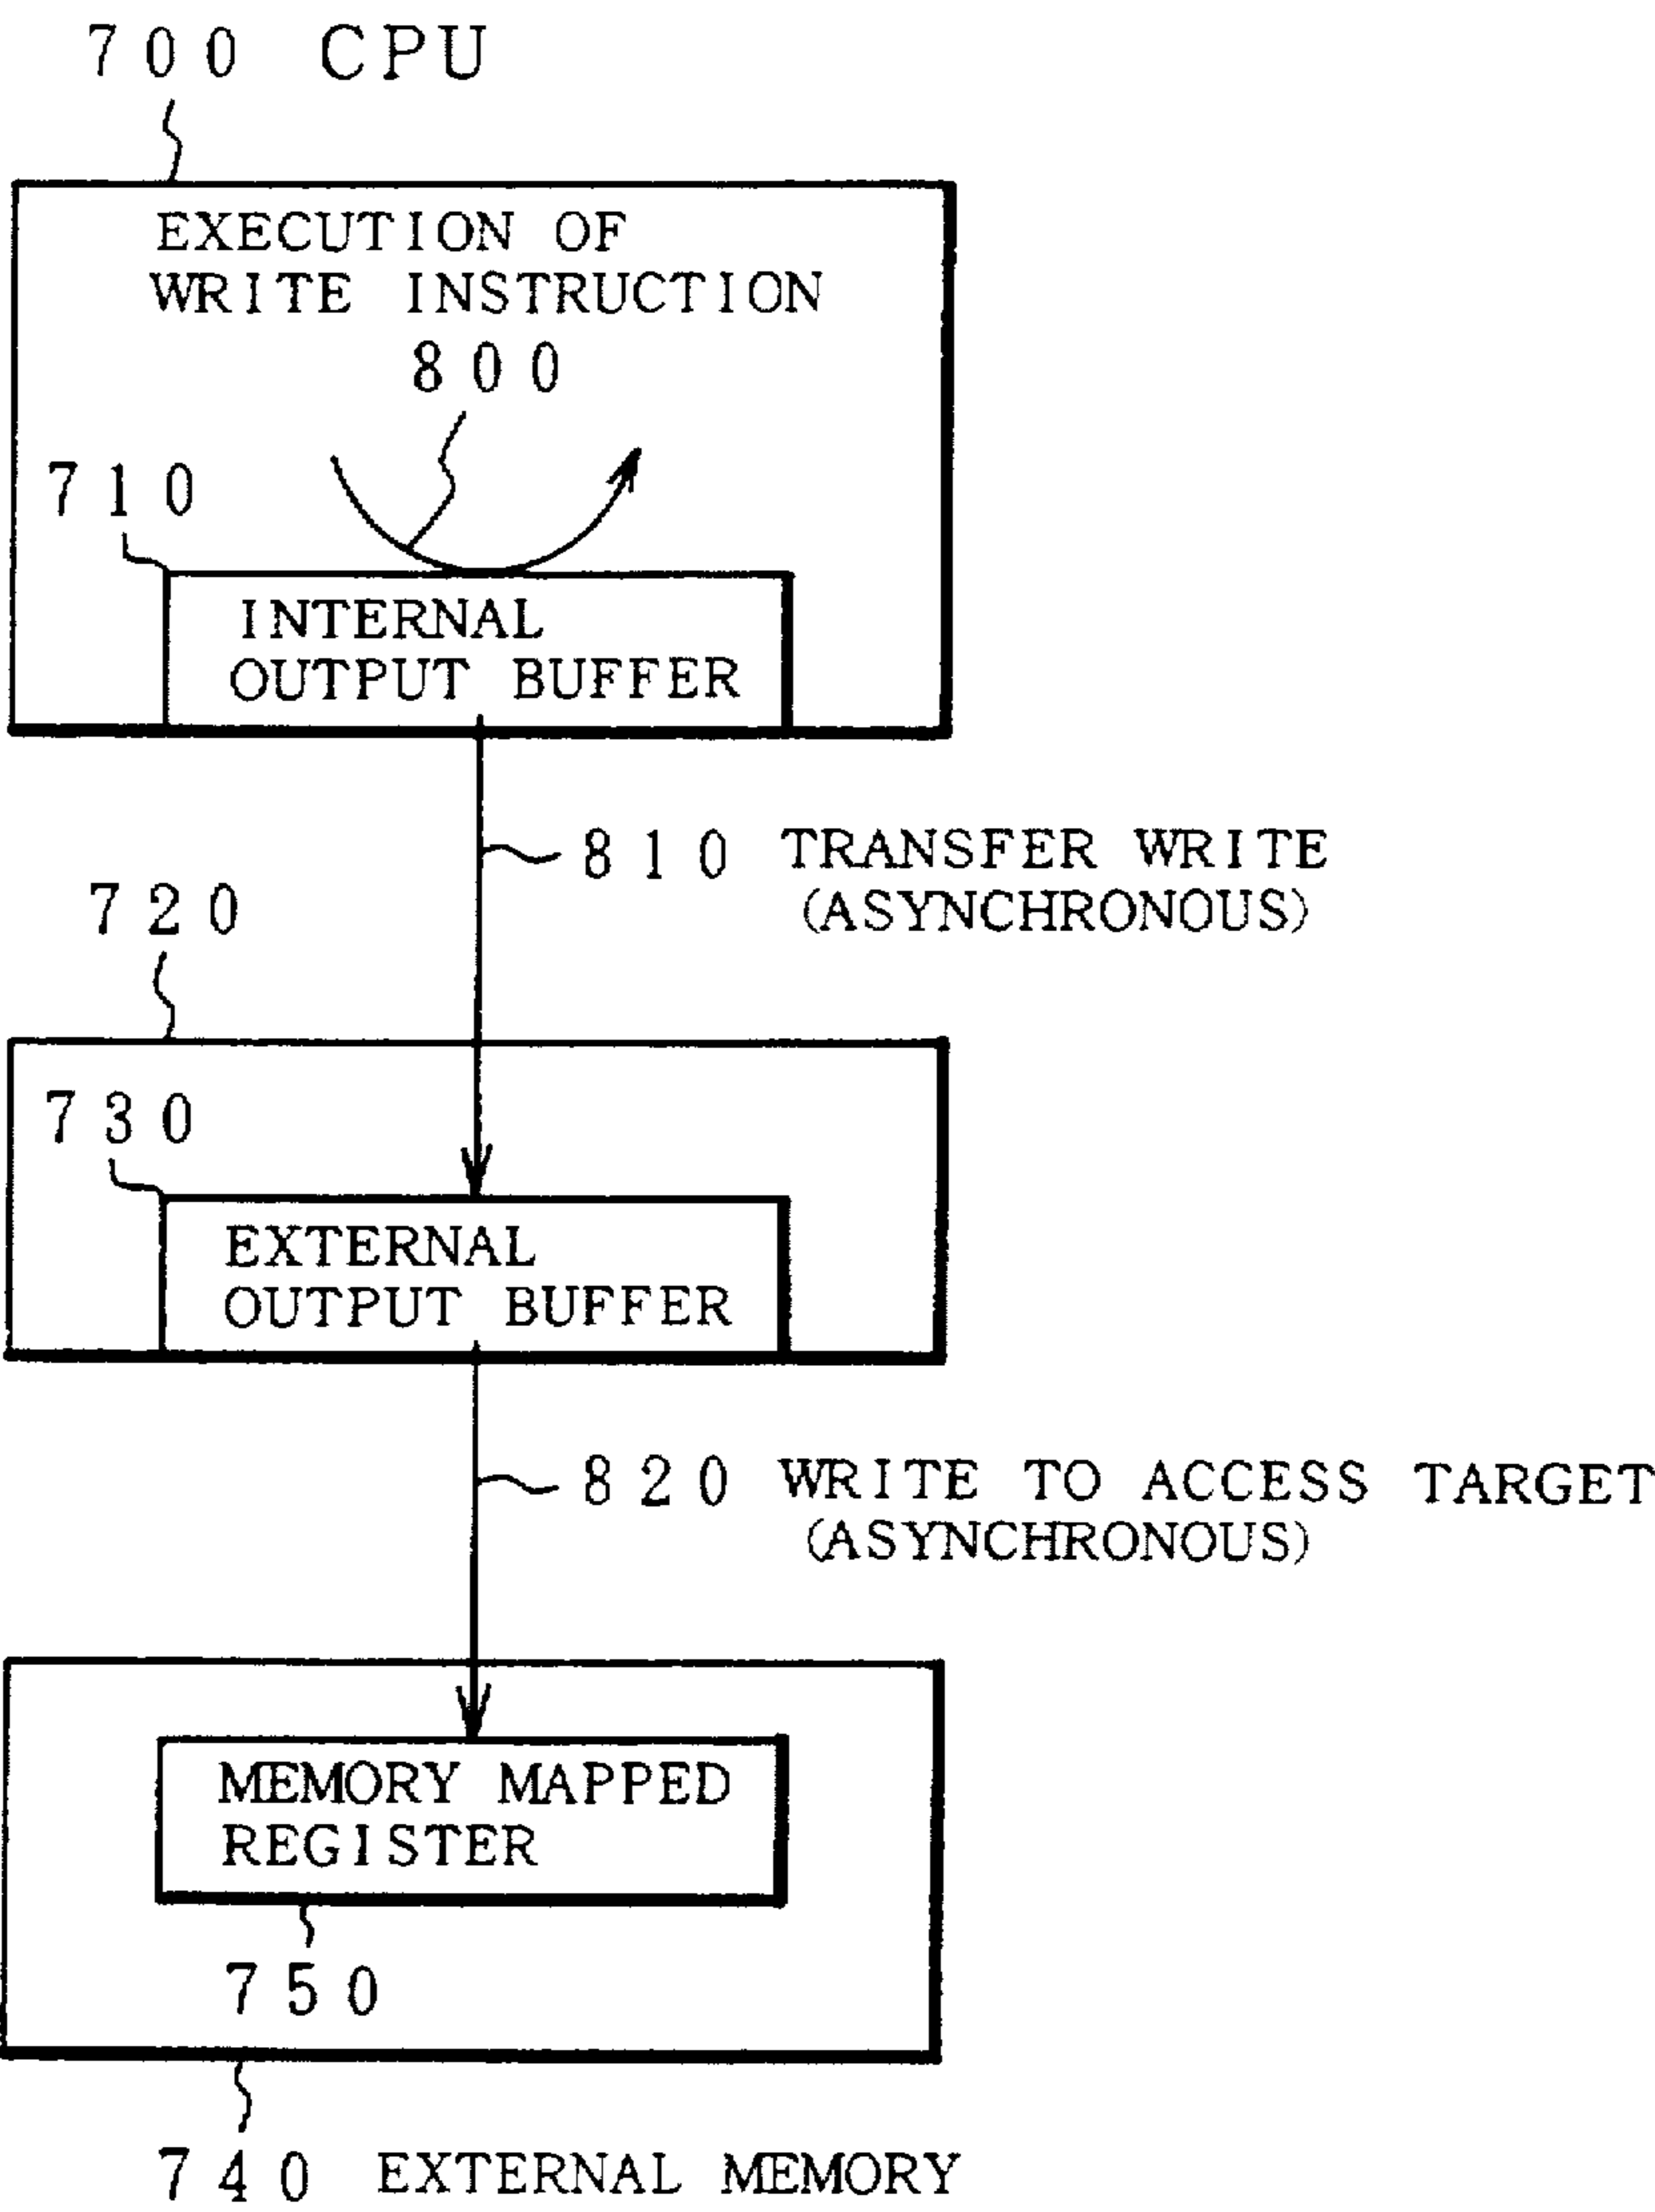 700 CPU
EXECUTION OF
WRITE INSTRUCTION
800
710
INTERNAL
OUTPUT BUFFER
810 TRANSFER WRITE
(ASYNCHRONOUS)
720
730
EXTERNAL
OUTPUT BUFFER
820 WRITE TO ACCESS TARGET
(ASYNCHRONOUS)
MEMORY MAPPED
REGISTER
750
740 EXTERNAL MEMORY